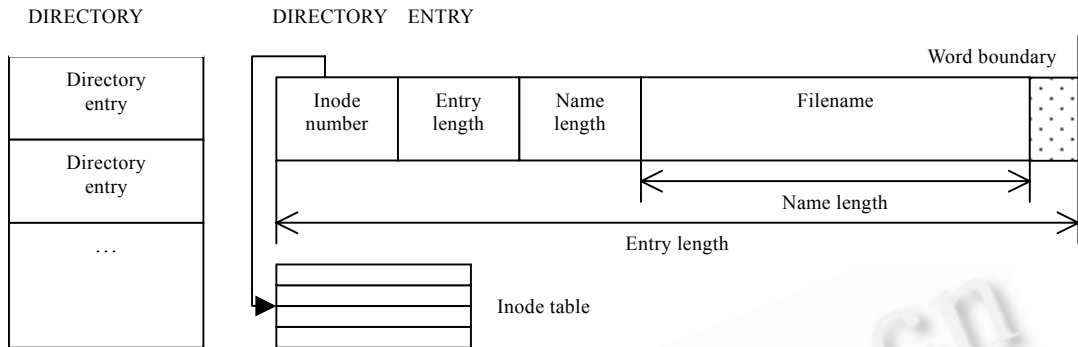 DIRECTORY
DIRECTORY ENTRY
Word boundary
Directory
entry
Inode
number
Entry
length
Name
length
Filename
Directory
entry
Name length
Entry length
...
Inode table
cn